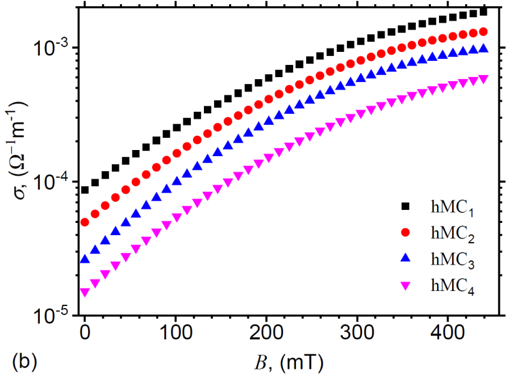 10⁻³
10⁻⁴
10⁻⁵
σ, (Ω⁻¹m⁻¹)
hMC₁
hMC₂
hMC₃
hMC₄
0 100 200 300 400
(b) B, (mT)